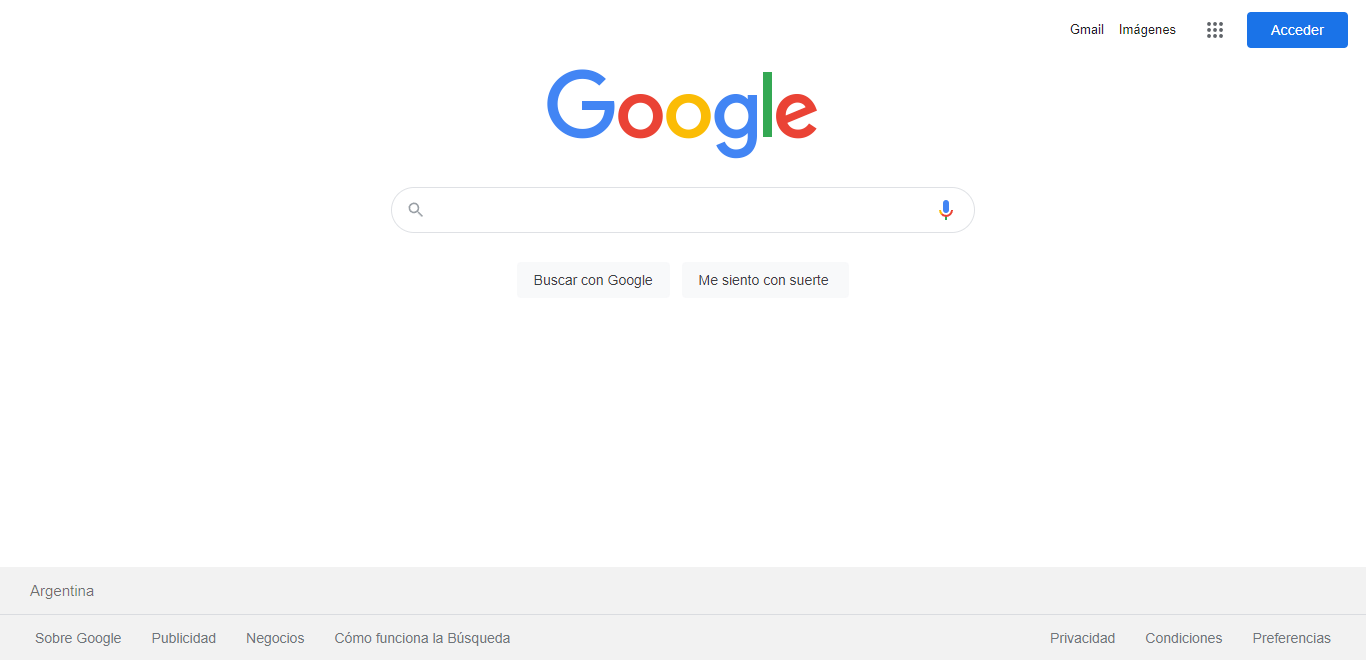 Gmail Imágenes Acceder
Google
Buscar con Google Me siento con suerte
Argentina
Sobre Google Publicidad Negocios Cómo funciona la Búsqueda Privacidad Condiciones Preferencias